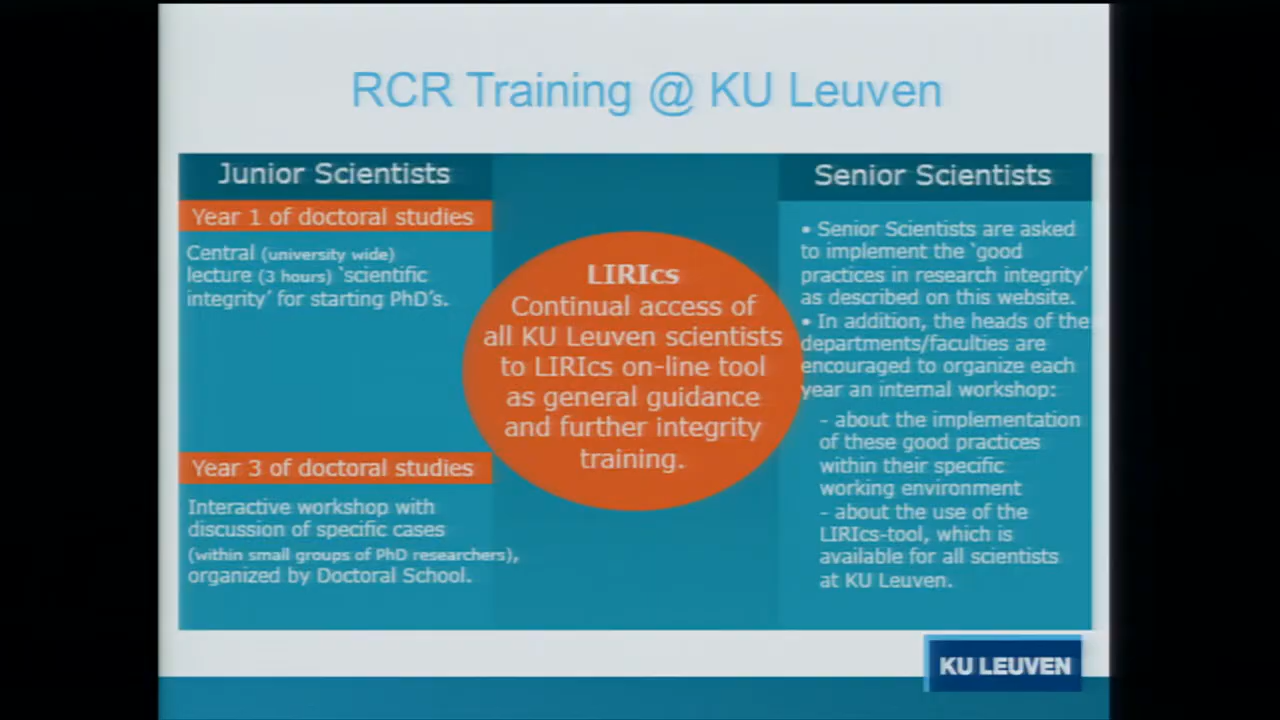 RCR Training @ KU Leuven
Junior Scientists
Year 1 of doctoral studies
Central (university wide)
lecture (3 hours) ‘scientific
integrity’ for starting PhD’s.
Year 3 of doctoral studies
Interactive workshop with
discussion of specific cases
(within small groups of PhD researchers),
organized by Doctoral School.
LIRIcs
Continual access of
all KU Leuven scientists
to LIRIcs on-line tool
as general guidance
and further integrity
training.
Senior Scientists
• Senior Scientists are asked
to implement the ‘good
practices in research integrity’
as described on this website.
• In addition, the heads of the
departments/faculties are
encouraged to organize each
year an internal workshop:
- about the implementation
of these good practices
within their specific
working environment
- about the use of the
LIRIcs-tool, which is
available for all scientists
at KU Leuven.
KU LEUVEN